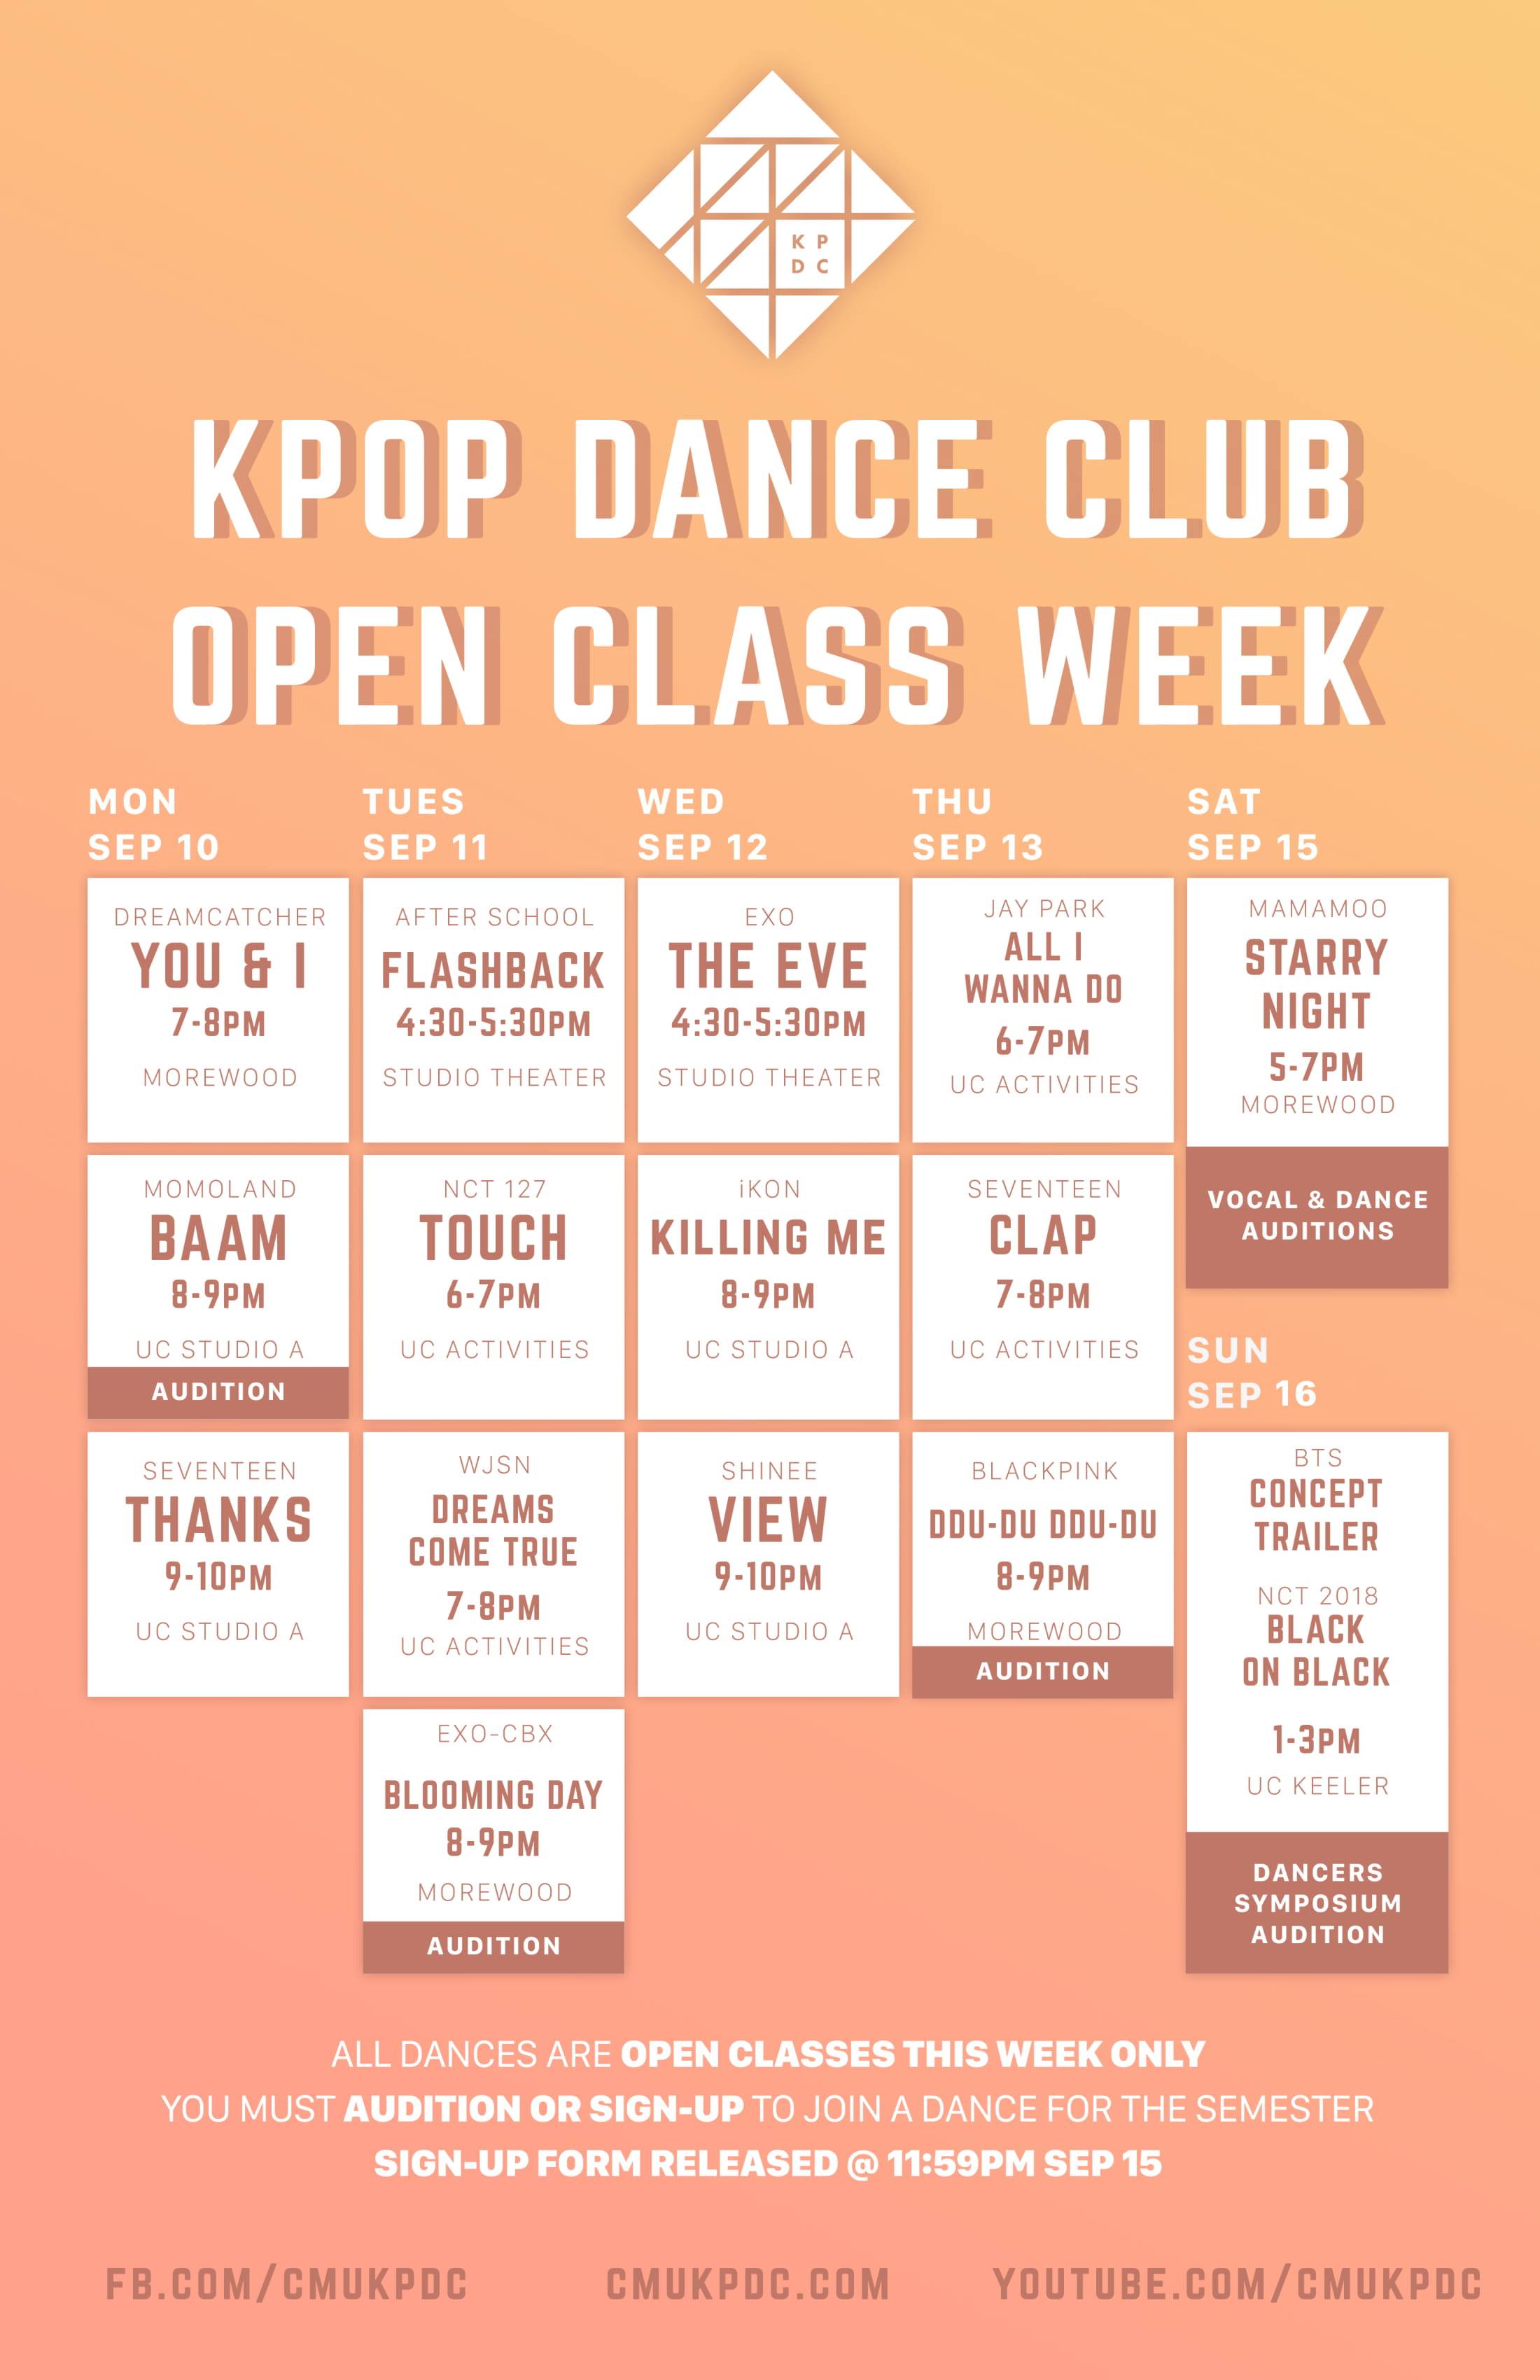 K P
D C
KPOP DANCE CLUB
OPEN CLASS WEEK
MON
SEP 10
DREAMCATCHER
YOU & I
7-8PM
MOREWOOD
MOMOLAND
BAAM
8-9PM
UC STUDIO A
AUDITION
SEVENTEEN
THANKS
9-10PM
UC STUDIO A
TUES
SEP 11
AFTER SCHOOL
FLASHBACK
4:30-5:30PM
STUDIO THEATER
NCT 127
TOUCH
6-7PM
UC ACTIVITIES
WJSN
DREAMS
COME TRUE
7-8PM
UC ACTIVITIES
EXO-CBX
BLOOMING DAY
8-9PM
MOREWOOD
AUDITION
WED
SEP 12
EXO
THE EVE
4:30-5:30PM
STUDIO THEATER
iKON
KILLING ME
8-9PM
UC STUDIO A
SHINEE
VIEW
9-10PM
UC STUDIO A
THU
SEP 13
JAY PARK
ALL I
WANNA DO
6-7PM
UC ACTIVITIES
SEVENTEEN
CLAP
7-8PM
UC ACTIVITIES
BLACKPINK
DDU-DU DDU-DU
8-9PM
MOREWOOD
AUDITION
SAT
SEP 15
MAMAMOO
STARRY
NIGHT
5-7PM
MOREWOOD
VOCAL & DANCE
AUDITIONS
SUN
SEP 16
BTS
CONCEPT
TRAILER
NCT 2018
BLACK
ON BLACK
1-3PM
UC KEELER
DANCERS
SYMPOSIUM
AUDITION
ALL DANCES ARE OPEN CLASSES THIS WEEK ONLY
YOU MUST AUDITION OR SIGN-UP TO JOIN A DANCE FOR THE SEMESTER
SIGN-UP FORM RELEASED @ 11:59PM SEP 15
FB.COM/CMUKPDC
CMUKPDC.COM
YOUTUBE.COM/CMUKPDC